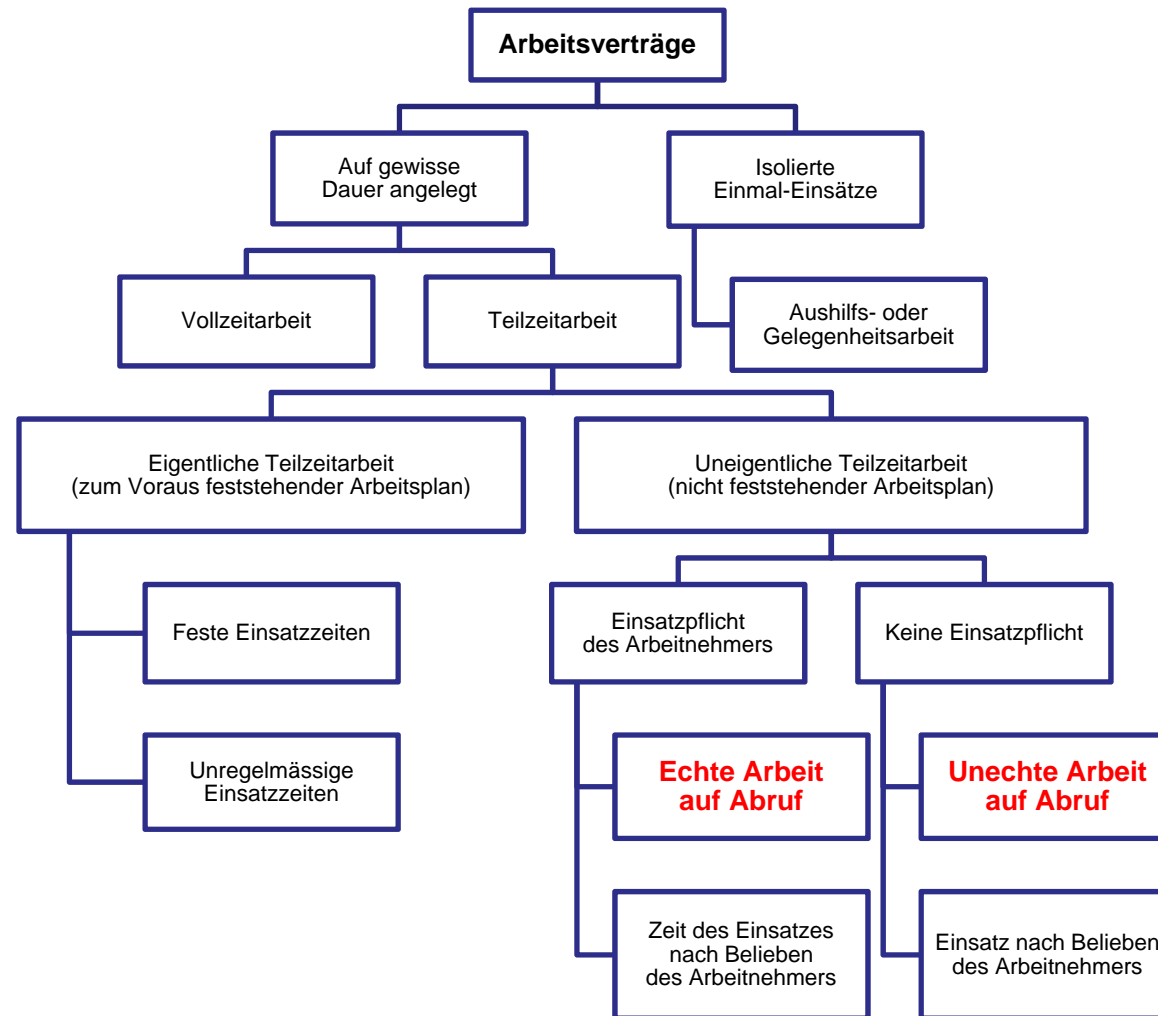 Arbeitsverträge
Auf gewisse
Dauer angelegt
Isolierte
Einmal-Einsätze
Vollzeitarbeit
Teilzeitarbeit
Aushilfs- oder
Gelegenheitsarbeit
Eigentliche Teilzeitarbeit
(zum Voraus feststehender Arbeitsplan)
Uneigentliche Teilzeitarbeit
(nicht feststehender Arbeitsplan)
Feste Einsatzzeiten
Einsatzpflicht
des Arbeitnehmers
Keine Einsatzpflicht
Unregelmässige
Einsatzzeiten
Echte Arbeit
auf Abruf
Unechte Arbeit
auf Abruf
Zeit des Einsatzes
nach Belieben
des Arbeitnehmers
Einsatz nach Belieben
des Arbeitnehmers